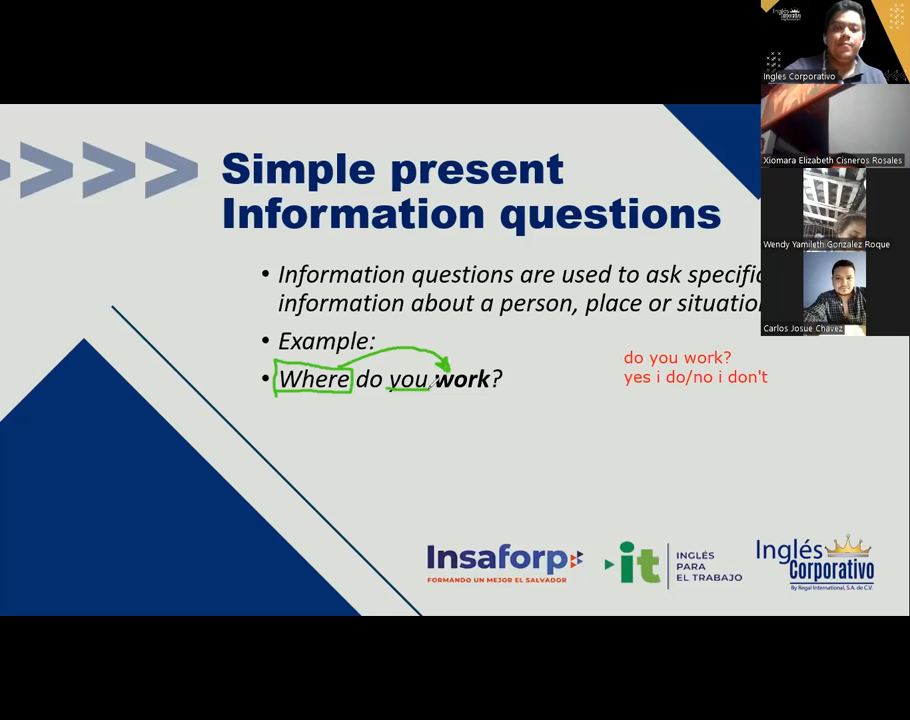 Inglés
Corporativo
Ingles Corporativo
Xiomara Elizabeth Cisneros Rosales
Wendy Yamileth Gonzalez Roque
Carlos Josue Chavez
>>>>
Simple present
Information questions
• Information questions are used to ask specific
information about a person, place or situation
• Example:
• Where do you work?
do you work?
yes i do/no i don't
Insaforp
FORMANDO UN MEJOR EL SALVADOR
it
INGLÉS
PARA
EL TRABAJO
Inglés
Corporativo
By Regal International, S.A. de C.V.